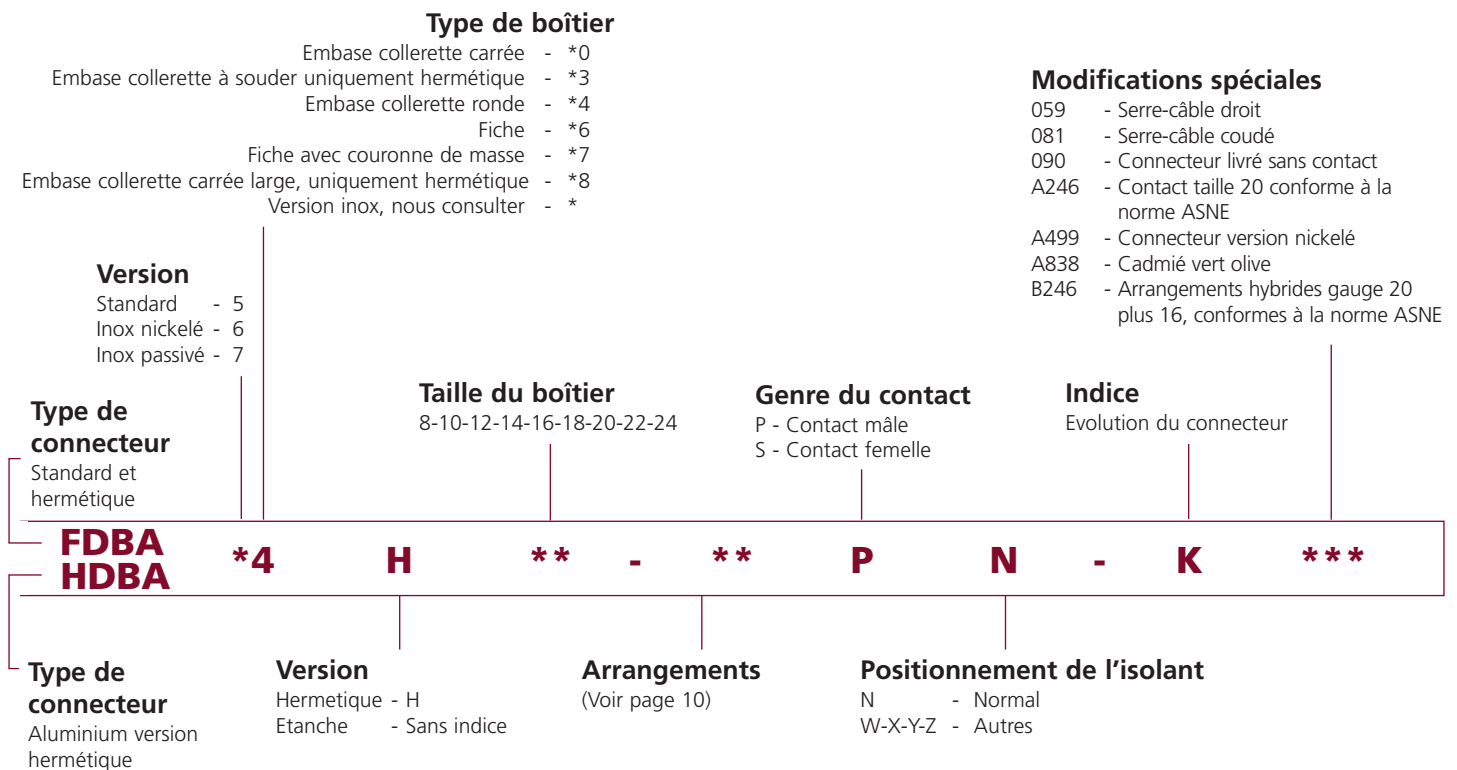 Type de boîtier
Embase collerette carrée - *0
Embase collerette à souder uniquement hermétique - *3
Embase collerette ronde - *4
Fiche - *6
Fiche avec couronne de masse - *7
Embase collerette carrée large, uniquement hermétique - *8
Version inox, nous consulter - *
Modifications spéciales
059 - Serre-câble droit
081 - Serre-câble coudé
090 - Connecteur livré sans contact
A246 - Contact taille 20 conforme à la
norme ASNE
A499 - Connecteur version nickelé
A838 - Cadmié vert olive
B246 - Arrangements hybrides gauge 20
plus 16, conformes à la norme ASNE
Version
Standard - 5
Inox nickelé - 6
Inox passivé - 7
Type de
connecteur
Standard et
hermétique
Taille du boîtier
8-10-12-14-16-18-20-22-24
Genre du contact
P - Contact mâle
S - Contact femelle
Indice
Evolution du connecteur
FDBA
HDBA
*4 H ** - ** P N - K ***
Type de
connecteur
Aluminium version
hermétique
Version
Hermetique - H
Etanche - Sans indice
Arrangements
(Voir page 10)
Positionnement de l'isolant
N - Normal
W-X-Y-Z - Autres